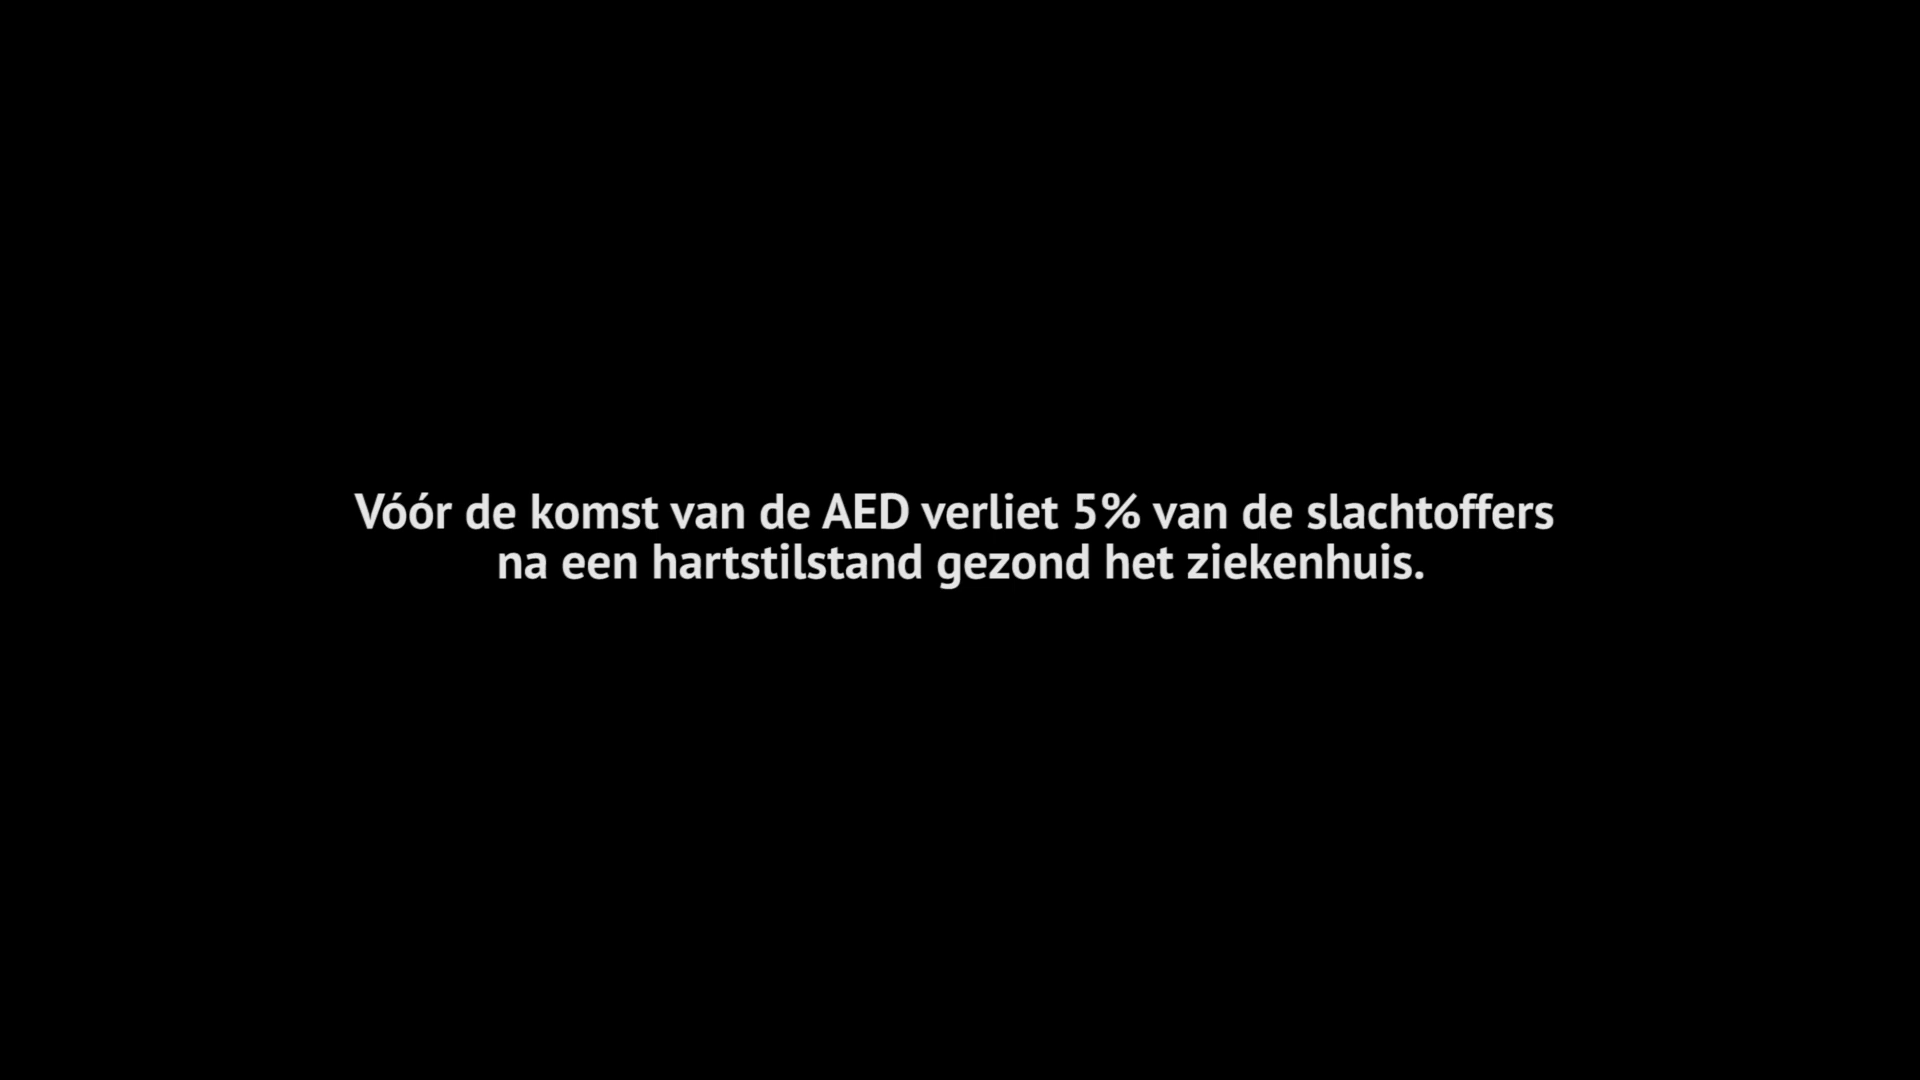 Vóór de komst van de AED verliet 5% van de slachtoffers
na een hartstilstand gezond het ziekenhuis.